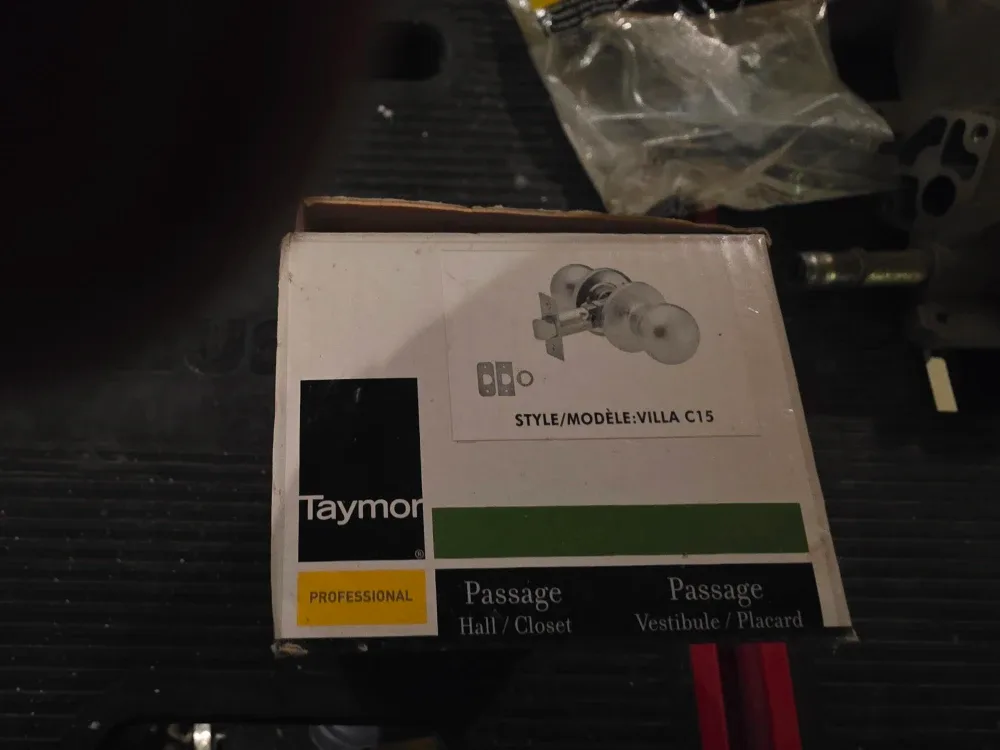 STYLE/MODÈLE:VILLA C15
Taymor
®
PROFESSIONAL
Passage
Hall / Closet
Passage
Vestibule / Placard